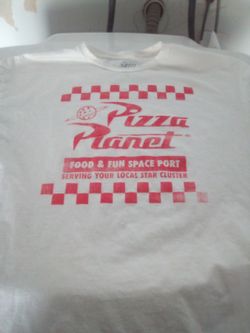 Pizza
Planet
FOOD & FUN SPACE PORT
SERVING YOUR LOCAL STAR CLUSTER